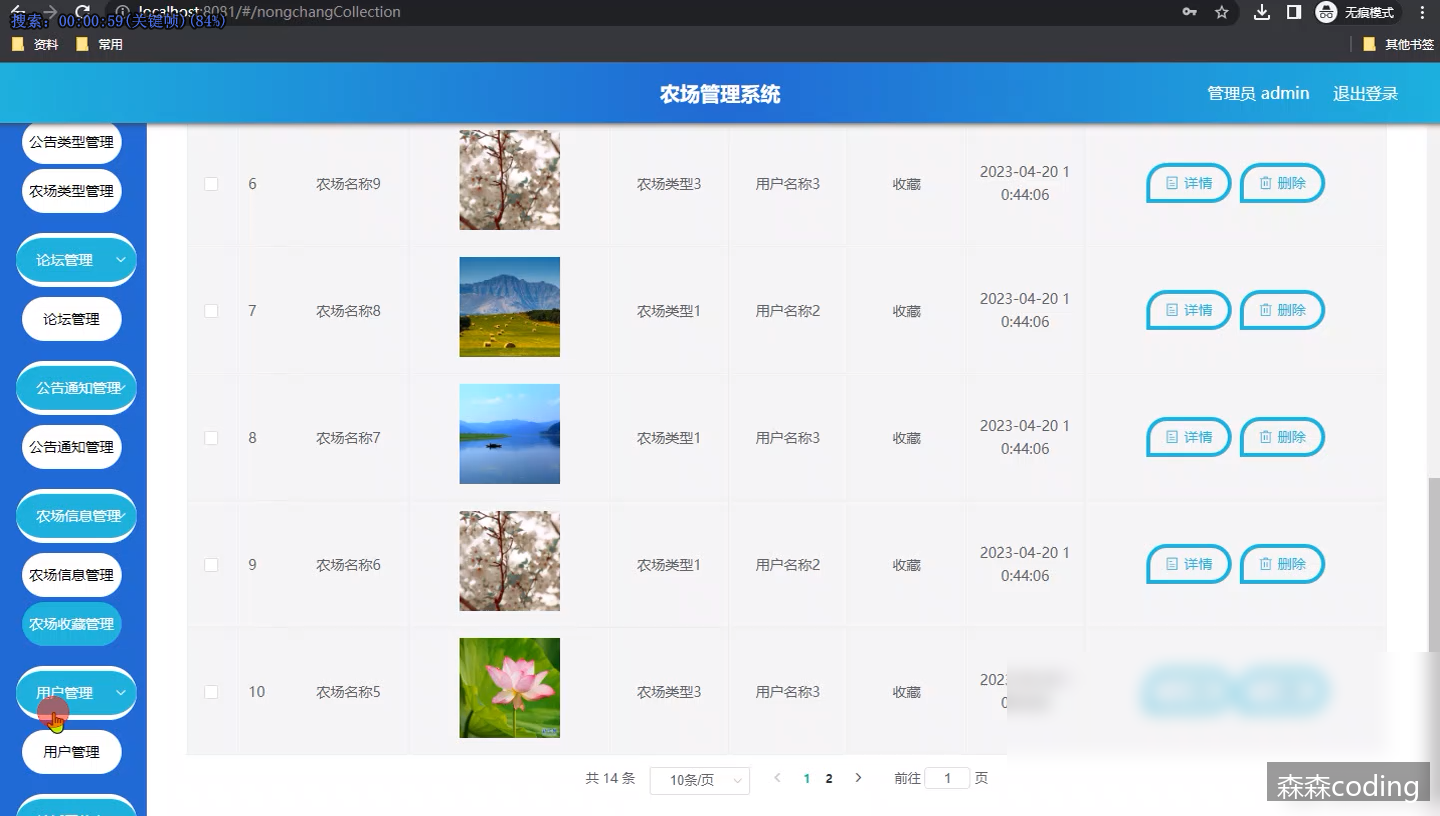 localhost:8081/#/nongchangCollection
搜索：00:00:59(关键帧)(84%)
无痕模式
资料
常用
其他书签
农场管理系统
管理员 admin
退出登录
公告类型管理
农场类型管理
论坛管理
论坛管理
公告通知管理
公告通知管理
农场信息管理
农场信息管理
农场收藏管理
用户管理
用户管理
6 农场名称9 农场类型3 用户名称3 收藏 2023-04-20 1
0:44:06
详情 删除
7 农场名称8 农场类型1 用户名称2 收藏 2023-04-20 1
0:44:06
详情 删除
8 农场名称7 农场类型1 用户名称3 收藏 2023-04-20 1
0:44:06
详情 删除
9 农场名称6 农场类型1 用户名称2 收藏 2023-04-20 1
0:44:06
详情 删除
10 农场名称5 农场类型3 用户名称3 收藏
共 14 条 10条/页 1 2 前往 1 页
森森coding